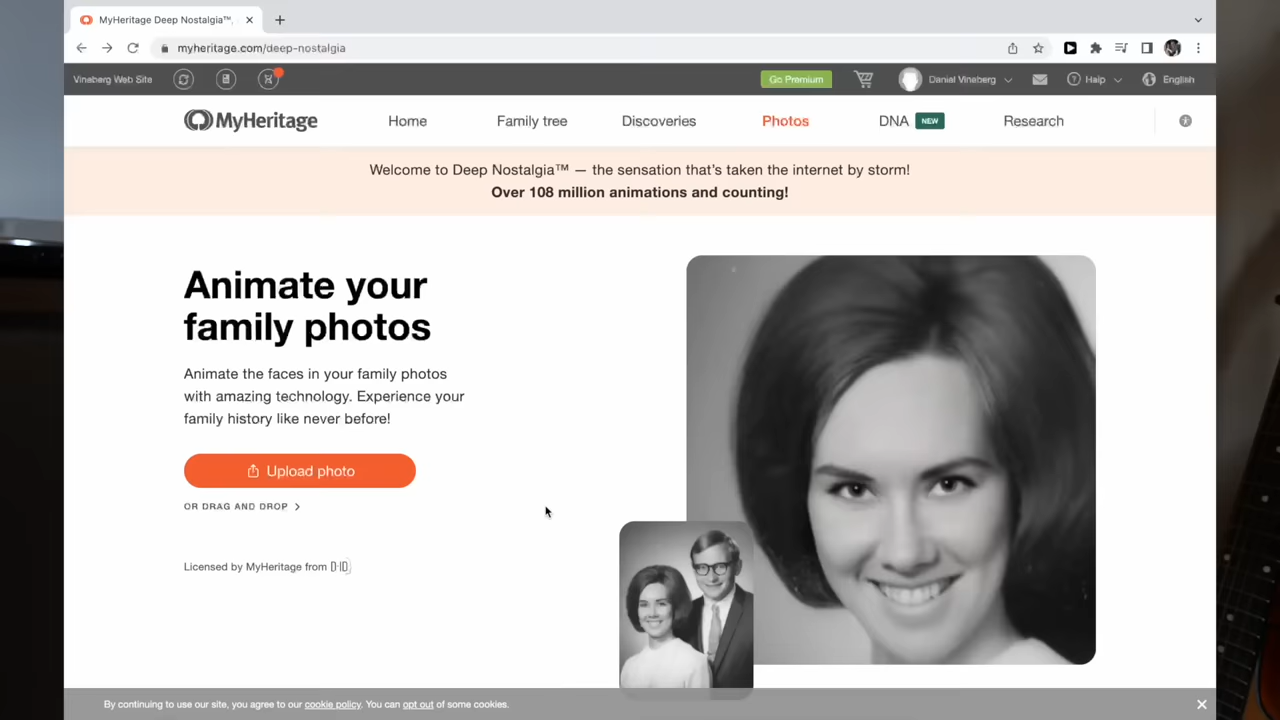 MyHeritage Deep Nostalgia™,
myheritage.com/deep-nostalgia
Vineberg Web Site
Go Premium
Daniel Vineberg
Help
English
MyHeritage
Home
Family tree
Discoveries
Photos
DNA NEW
Research
Welcome to Deep Nostalgia™ — the sensation that's taken the internet by storm!
Over 108 million animations and counting!
Animate your
family photos
Animate the faces in your family photos
with amazing technology. Experience your
family history like never before!
Upload photo
OR DRAG AND DROP
Licensed by MyHeritage from D-ID
By continuing to use our site, you agree to our cookie policy. You can opt out of some cookies.